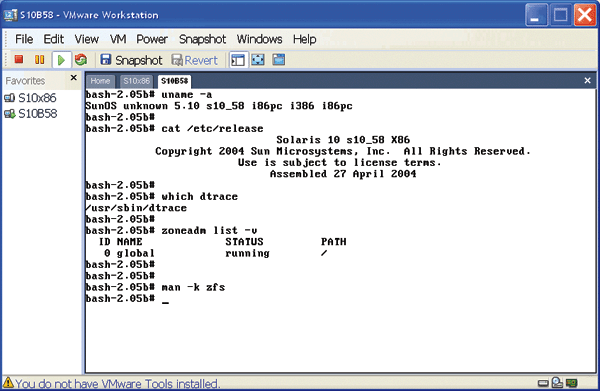 S10B58 - VMware Workstation
File Edit View VM Power Snapshot Windows Help
Snapshot Revert
Favorites
S10x86
S10B58
Home S10x86 S10B58
bash-2.05b# uname -a
SunOS unknown 5.10 s10_58 i86pc i386 i86pc
bash-2.05b#
bash-2.05b# cat /etc/release
Solaris 10 s10_58 X86
Copyright 2004 Sun Microsystems, Inc. All Rights Reserved.
Use is subject to license terms.
Assembled 27 April 2004
bash-2.05b#
bash-2.05b# which dtrace
/usr/sbin/dtrace
bash-2.05b#
bash-2.05b# zoneadm list -v
ID NAME STATUS PATH
0 global running /
bash-2.05b#
bash-2.05b#
bash-2.05b# man -k zfs
bash-2.05b# _
You do not have VMware Tools installed.